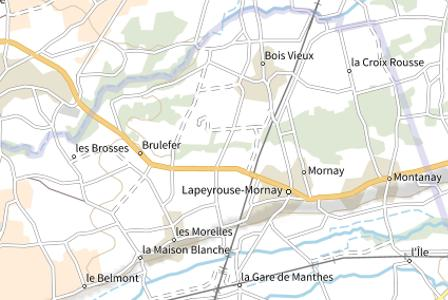 Bois Vieux
la Croix Rousse
Brulefer
les Brosses
Mornay
Montanay
Lapeyrouse-Mornay
les Morelles
la Maison Blanche
l'Île
le Belmont
la Gare de Manthes